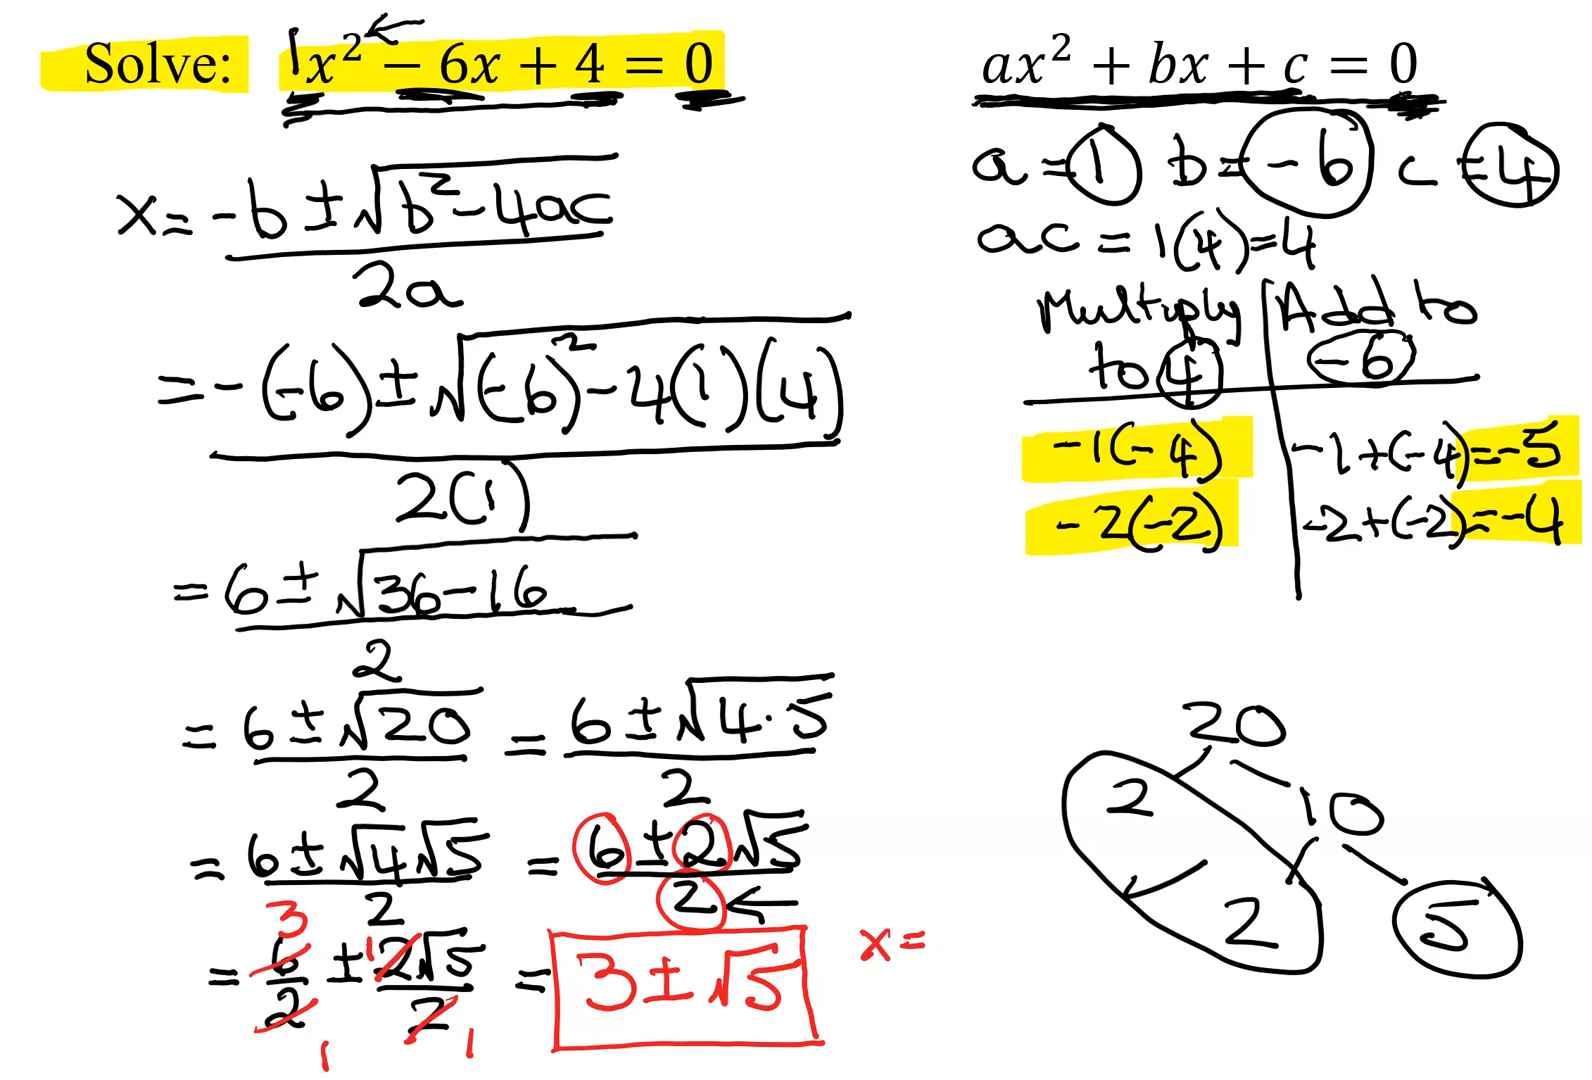 Solve: 1x² − 6x + 4 = 0
x = -b ± √(b² - 4ac)
2a
= -(-6) ± √((-6)² - 4(1)(4))
2(1)
= 6 ± √(36 - 16)
2
= 6 ± √20 = 6 ± √(4·5)
2 2
= 6 ± √4 √5 = 6 ± 2√5
2 2
3 1
= 6 ± 2√5 = 3 ± √5
2 2
1 1
x =
ax² + bx + c = 0
a = 1 b = -6 c = 4
ac = 1(4) = 4
Multiply Add to
to 4 -6
-1(-4) -1+(-4)=-5
-2(-2) -2+(-2)=-4
20
2 10
2 5